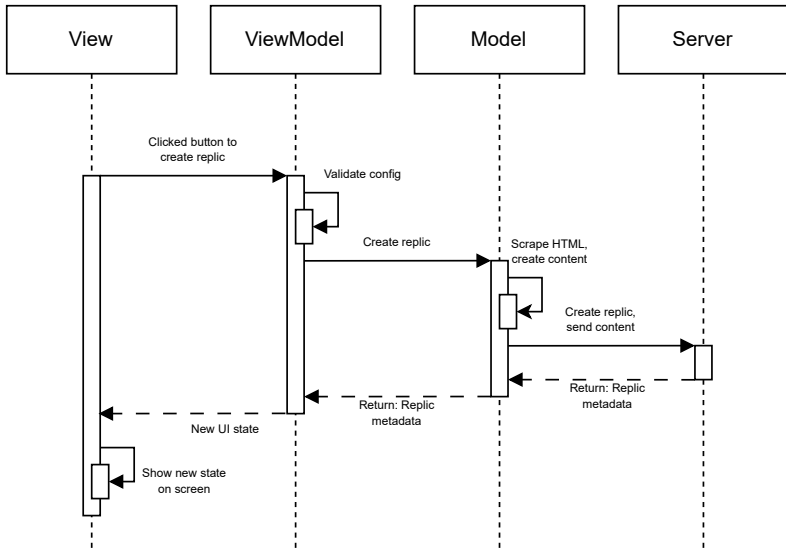 View
ViewModel
Model
Server
Clicked button to
create replic
Validate config
Create replic
Scrape HTML,
create content
Create replic,
send content
Return: Replic
metadata
Return: Replic
metadata
New UI state
Show new state
on screen